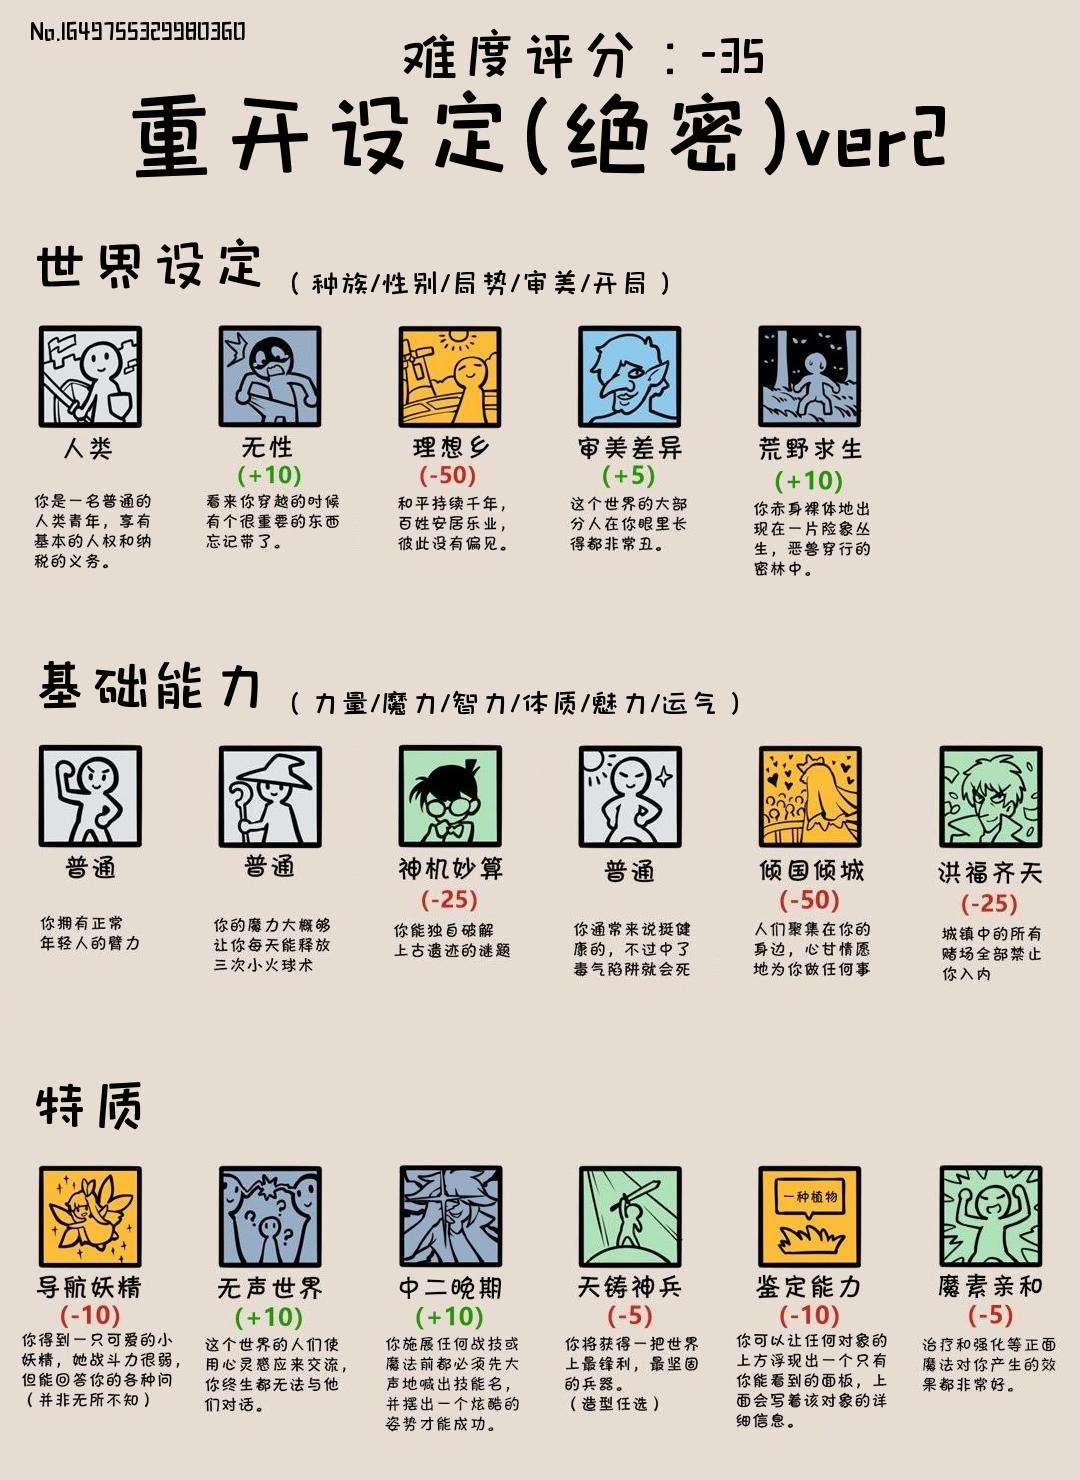 No.1649755329980360
难度评分：-35
重开设定(绝密)ver2
世界设定（种族/性别/局势/审美/开局）
人类
你是一名普通的
人类青年，享有
基本的人权和纳
税的义务。
无性
(+10)
看来你穿越的时候
有个很重要的东西
忘记带了。
理想乡
(-50)
和平持续千年，
百姓安居乐业，
彼此没有偏见。
审美差异
(+5)
这个世界的大部
分人在你眼里长
得都非常丑。
荒野求生
(+10)
你赤身裸体地出
现在一片险象丛
生，恶兽穿行的
密林中。
基础能力（力量/魔力/智力/体质/魅力/运气）
普通
你拥有正常
年轻人的臂力
普通
你的魔力大概够
让你每天能释放
三次小火球术
神机妙算
(-25)
你能独自破解
上古遗迹的谜题
普通
你通常来说挺健
康的，不过中了
毒气陷阱就会死
倾国倾城
(-50)
人们聚集在你的
身边，心甘情愿
地为你做任何事
洪福齐天
(-25)
城镇中的所有
赌场全部禁止
你入内
特质
导航妖精
(-10)
你得到一只可爱的小
妖精，她战斗力很弱，
但能回答你的各种问
（并非无所不知）
无声世界
(+10)
这个世界的人们使
用心灵感应来交流，
你终生都无法与他
们对话。
中二晚期
(+10)
你施展任何战技或
魔法前都必须先大
声地喊出技能名，
并摆出一个炫酷的
姿势才能成功。
天铸神兵
(-5)
你将获得一把世界
上最锋利，最坚固
的兵器。
（造型任选）
一种植物
鉴定能力
(-10)
你可以让任何对象的
上方浮现出一个只有
你能看到的面板，上
面会写着该对象的详
细信息。
魔素亲和
(-5)
治疗和强化等正面
魔法对你产生的效
果都非常好。